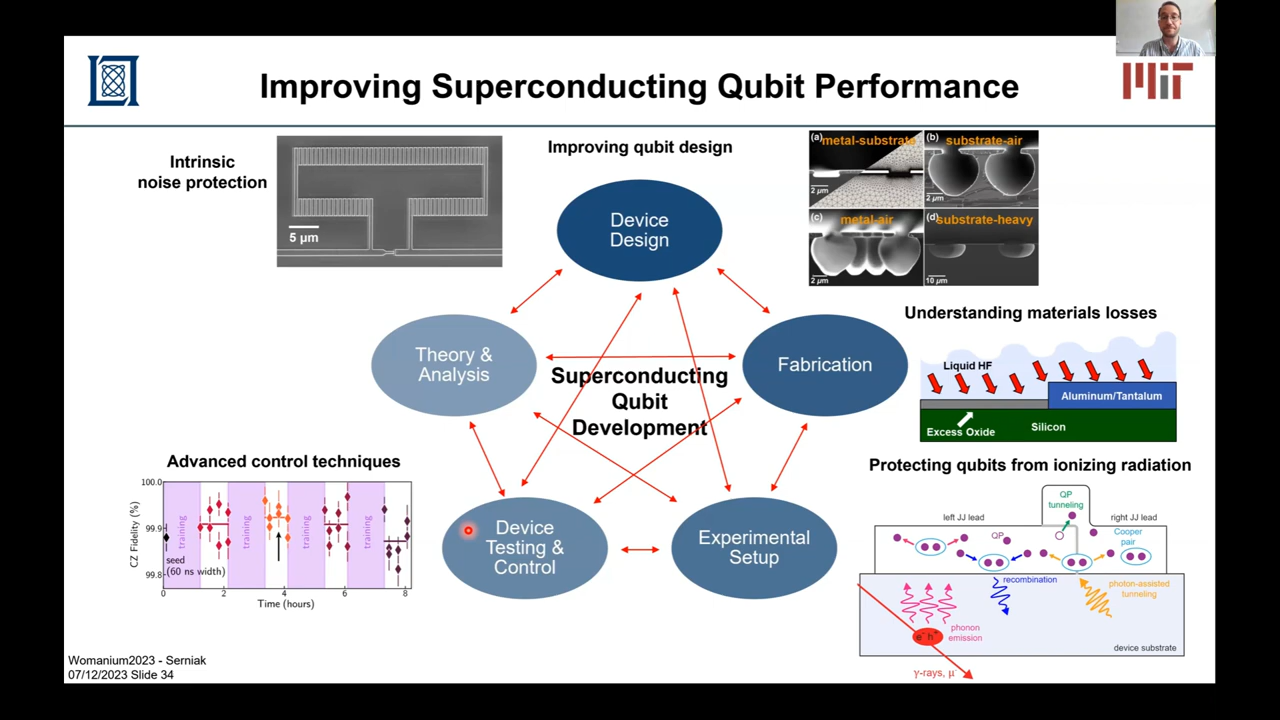 Improving Superconducting Qubit Performance
MIT
Intrinsic
noise protection
5 μm
Improving qubit design
(a) metal-substrate
2 μm
(b) substrate-air
2 μm
(c) metal-air
2 μm
(d) substrate-heavy
10 μm
Device
Design
Theory &
Analysis
Fabrication
Superconducting
Qubit
Development
Device
Testing &
Control
Experimental
Setup
Understanding materials losses
Liquid HF
Aluminum/Tantalum
Excess Oxide
Silicon
Advanced control techniques
CZ Fidelity (%)
100.0
99.9
99.8
training
training
training
training
seed
(60 ns width)
0
2
4
6
8
Time (hours)
Protecting qubits from ionizing radiation
QP
tunneling
left JJ lead
right JJ lead
QP
Cooper
pair
recombination
photon-assisted
tunneling
phonon
emission
e⁻ h⁺
device substrate
γ-rays, μ⁻
Womanium2023 - Serniak
07/12/2023 Slide 34